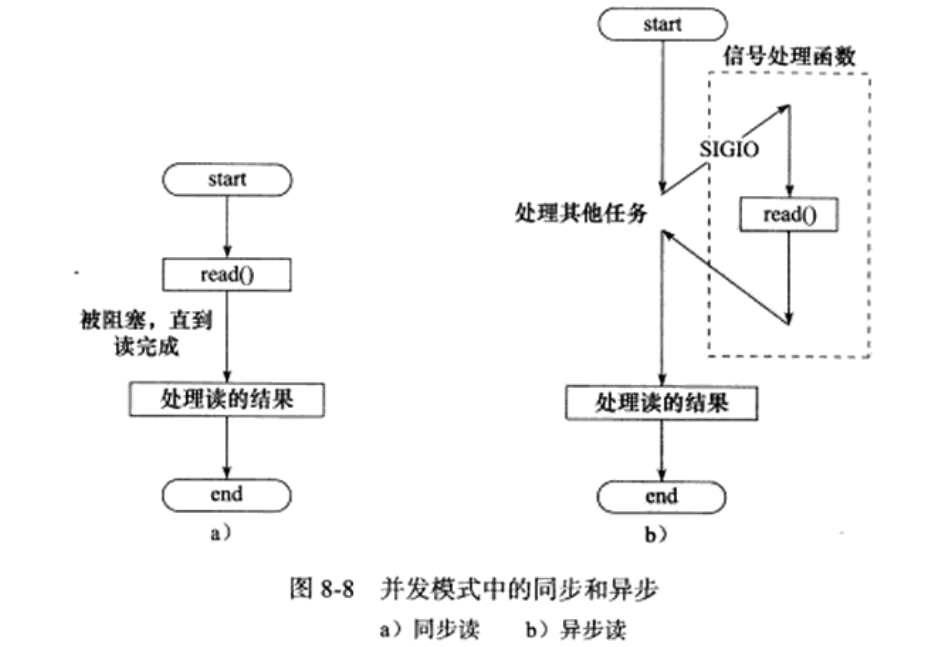 start
read()
被阻塞，直到
读完成
处理读的结果
end
a）
start
信号处理函数
SIGIO
处理其他任务
read()
处理读的结果
end
b）
图 8-8 并发模式中的同步和异步
a）同步读 b）异步读